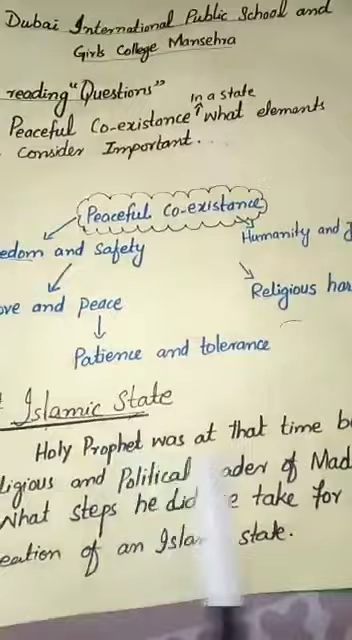 Dubai International Public School and
Girls College Mansehra
reading "Questions"
Peaceful Co-existance in a state what elements
Consider Important...
Peaceful Co-existance
edom and safety
Humanity and
ove and peace
Religious har
Patience and tolerance
Islamic State
Holy Prophet was at that time b
ligious and Political ader of Mad
What steps he did e take for
eation of an Isla state.